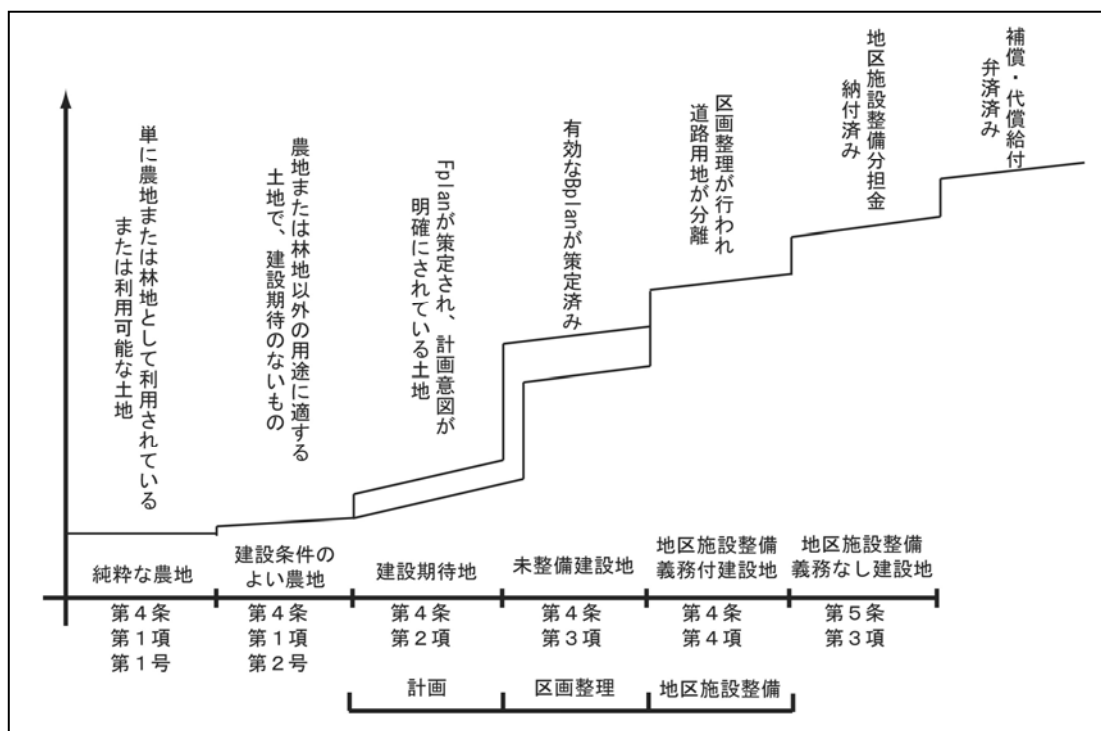 単に農地または林地として利用されている
または利用可能な土地
農地または林地以外の用途に適する
土地で、建設期待のないもの
Fplanが策定され、計画意図が
明確にされている土地
有効なBplanが策定済み
区画整理が行われ
道路用地が分離
地区施設整備分担金
納付済み
補償・代償給付
弁済済み
純粋な農地
建設条件の
よい農地
建設期待地
未整備建設地
地区施設整備
義務付建設地
地区施設整備
義務なし建設地
第4条
第1項
第1号
第4条
第1項
第2号
第4条
第2項
第4条
第3項
第4条
第4項
第5条
第3項
計画
区画整理
地区施設整備